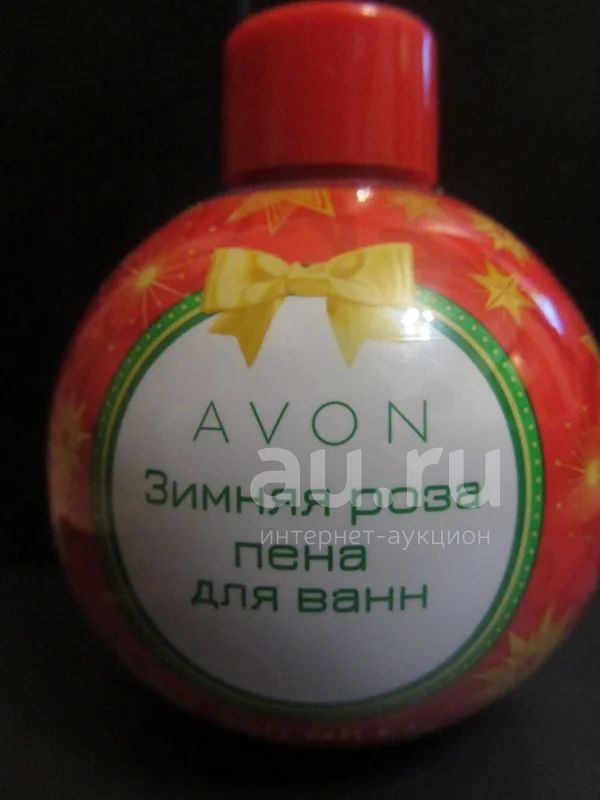 AVON
Зимняя роза
au.ru
интернет-аукцион
пена
для ванн